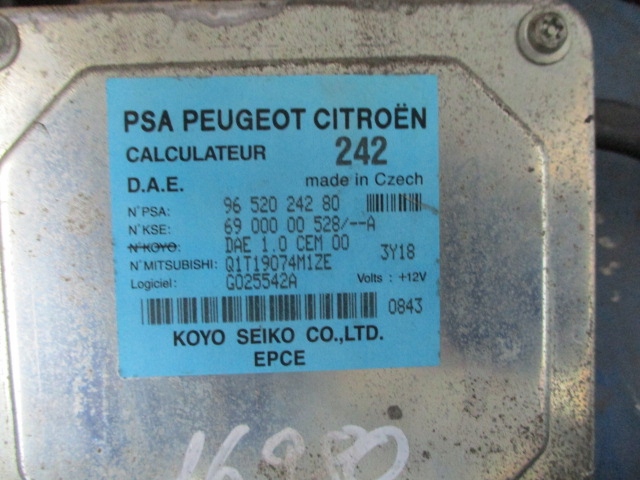 PSA PEUGEOT CITROËN
CALCULATEUR 242
D.A.E. made in Czech
N°PSA: 96 520 242 80
N°KSE: 69 000 00 528/--A
N°KOYO: DAE 1.0 CEM 00 3Y18
N°MITSUBISHI: Q1T19074M1ZE
Logiciel: G025542A Volts : +12V
0843
KOYO SEIKO CO.,LTD.
EPCE
16980